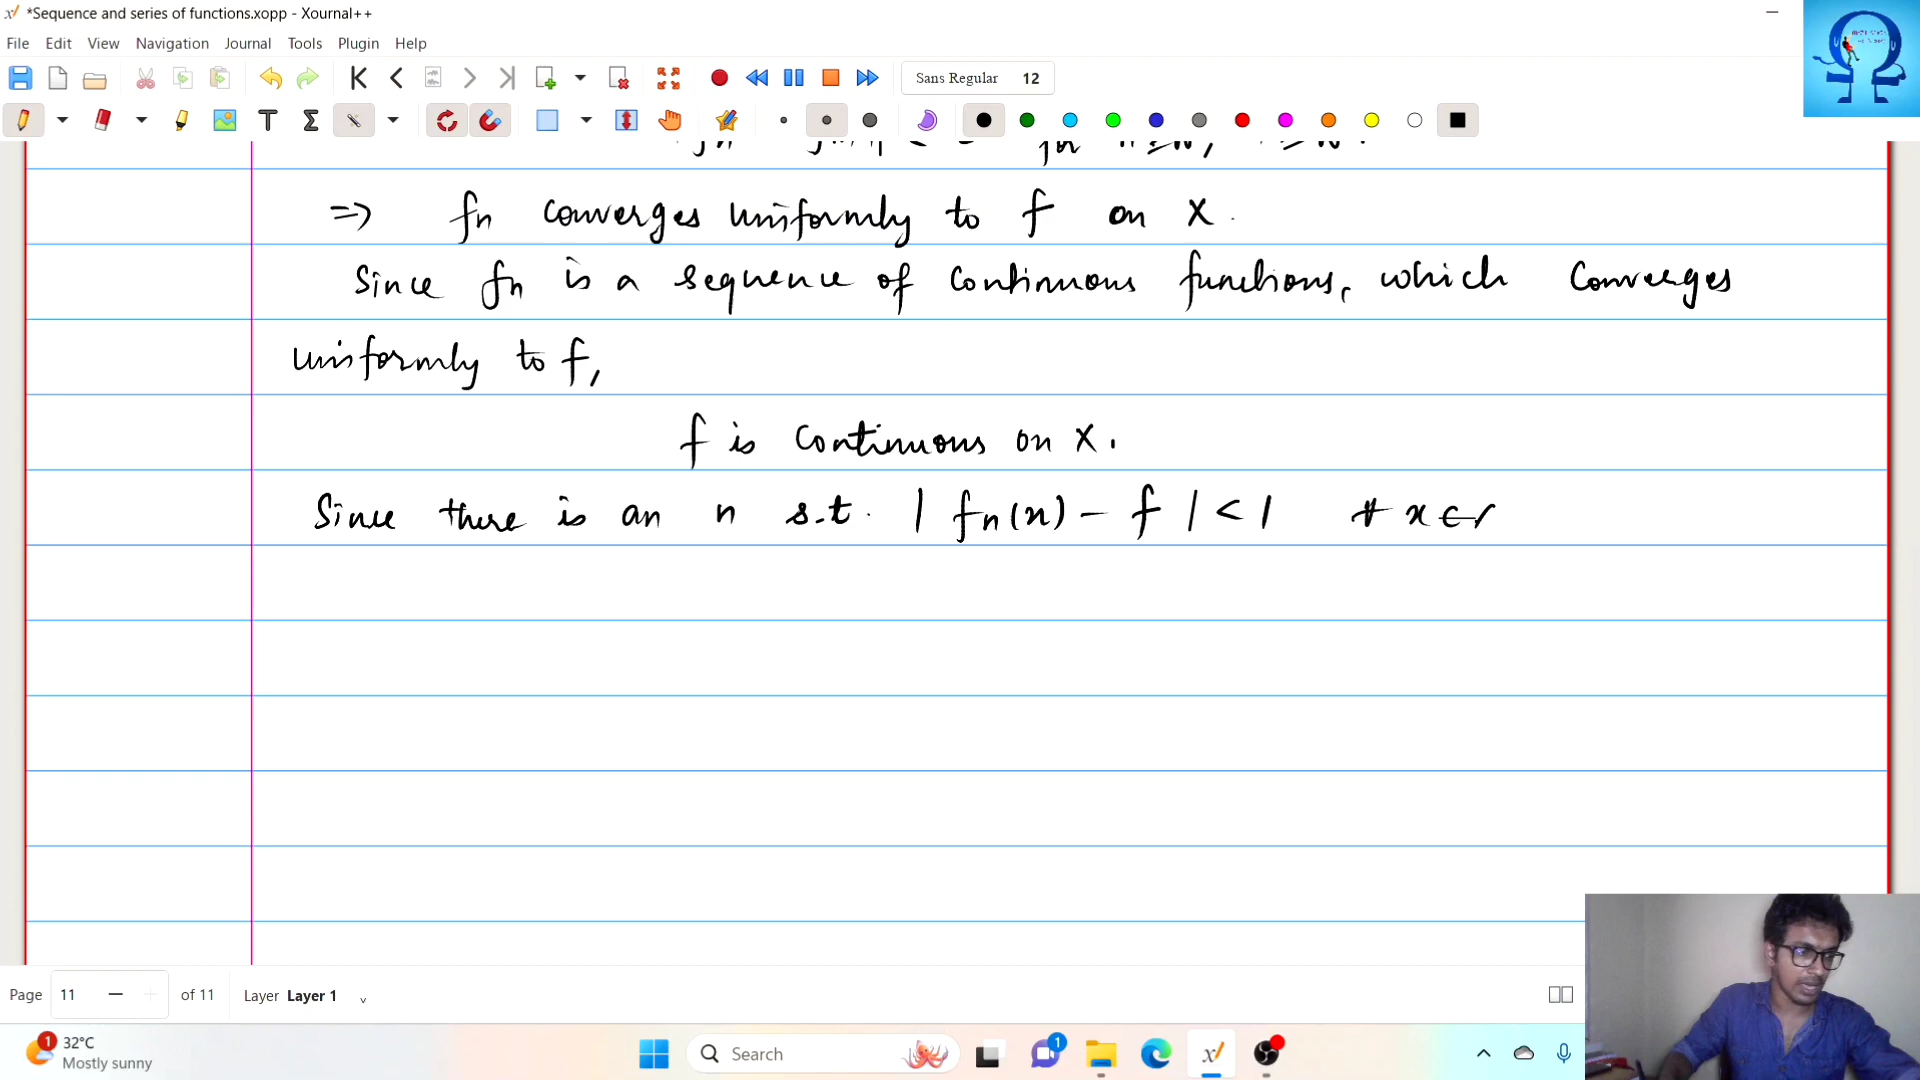 *Sequence and series of functions.xopp - Xournal++
File Edit View Navigation Journal Tools Plugin Help
Sans Regular 12
⇒ fn converges uniformly to f on X.
Since fn is a sequence of continuous functions, which converges
uniformly to f,
f is continuous on X.
Since there is an n s.t. | fn(x) - f | < 1 ∀ x ∈
Page 11 of 11 Layer Layer 1
1 32°C
Mostly sunny
Search
1